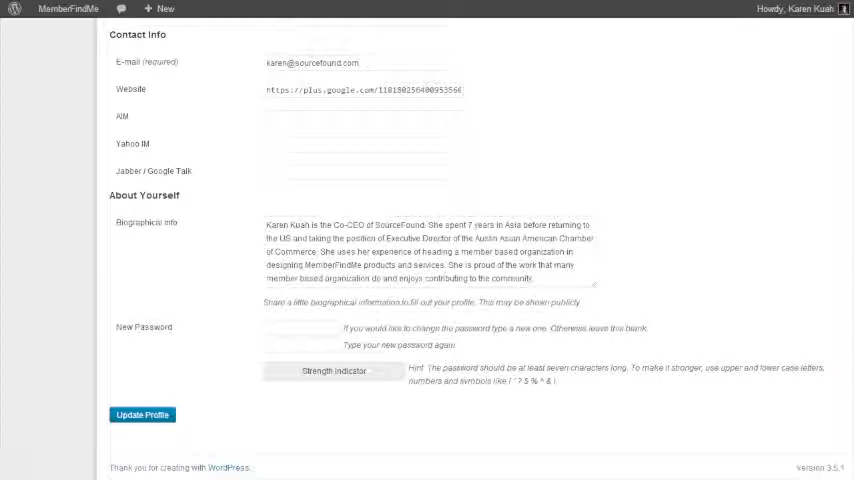 MemberFindMe + New Howdy, Karen Kuah
Contact Info
E-mail (required) karen@sourcefound.com
Website https://plus.google.com/11818025640095356
AIM
Yahoo IM
Jabber / Google Talk
About Yourself
Biographical Info
Karen Kuah is the Co-CEO of SourceFound. She spent 7 years in Asia before returning to
the US and taking the position of Executive Director of the Austin Asian American Chamber
of Commerce. She uses her experience of heading a member based organization in
designing MemberFindMe products and services. She is proud of the work that many
member based organization do and enjoys contributing to the community.
Share a little biographical information to fill out your profile. This may be shown publicly.
New Password If you would like to change the password type a new one. Otherwise leave this blank.
Type your new password again.
Strength indicator Hint: The password should be at least seven characters long. To make it stronger, use upper and lower case letters,
numbers and symbols like ! " ? $ % ^ & ).
Update Profile
Thank you for creating with WordPress. Version 3.5.1